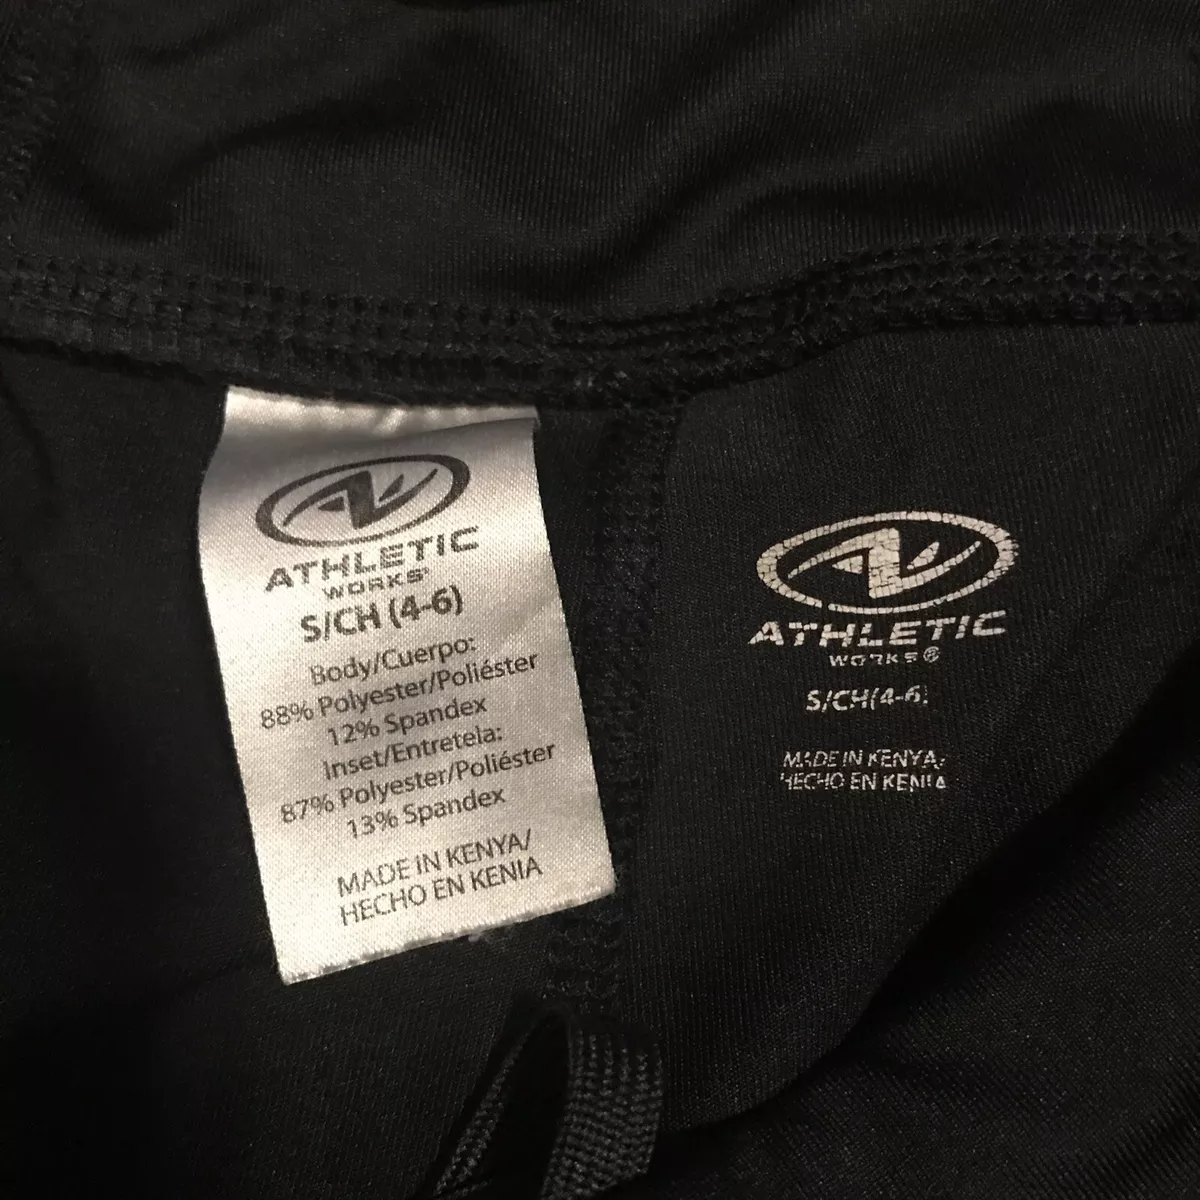 ATHLETIC
WORKS®
S/CH (4-6)
Body/Cuerpo:
88% Polyester/Poliéster
12% Spandex
Inset/Entretela:
87% Polyester/Poliéster
13% Spandex
MADE IN KENYA/
HECHO EN KENIA
ATHLETIC
WORKS®
S/CH(4-6)
MADE IN KENYA/
HECHO EN KENIA